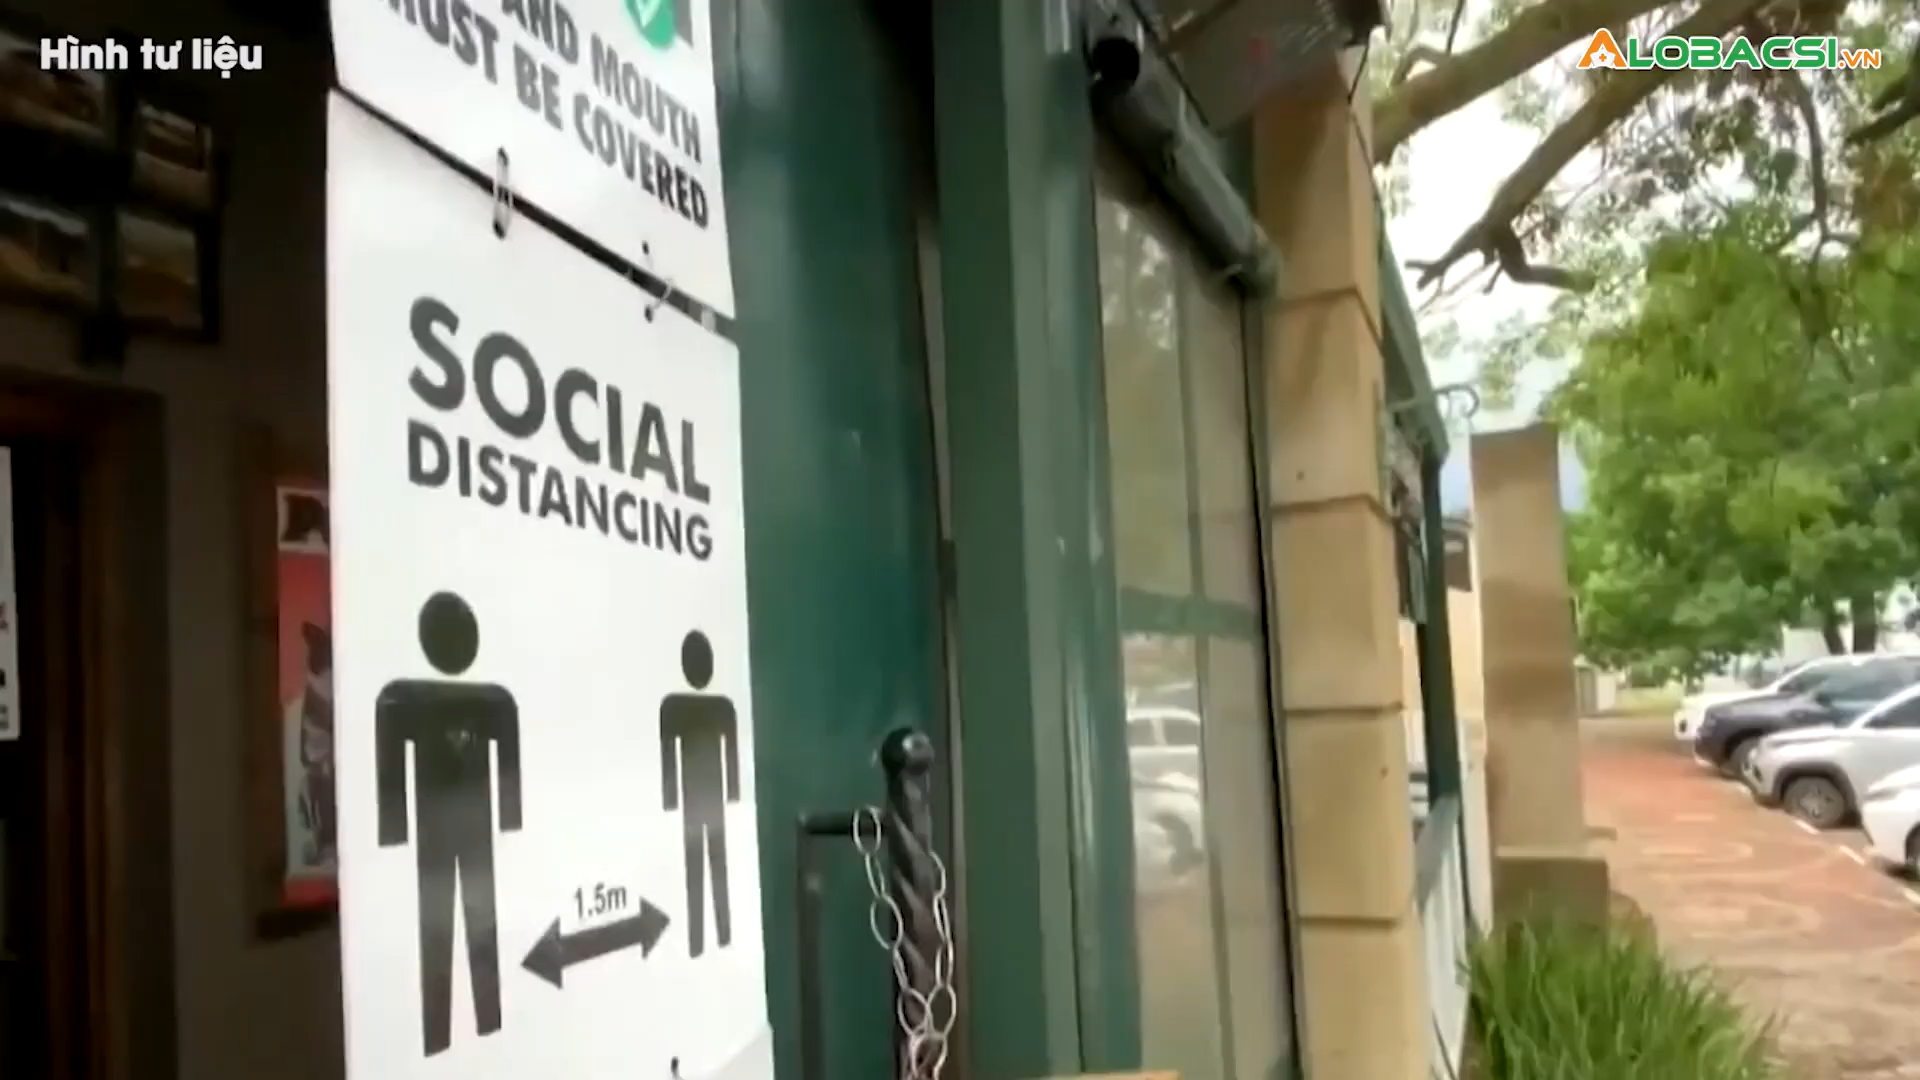 Hình tư liệu
ALOBACSI.VN
AND MOUTH
MUST BE COVERED
SOCIAL
DISTANCING
1.5m